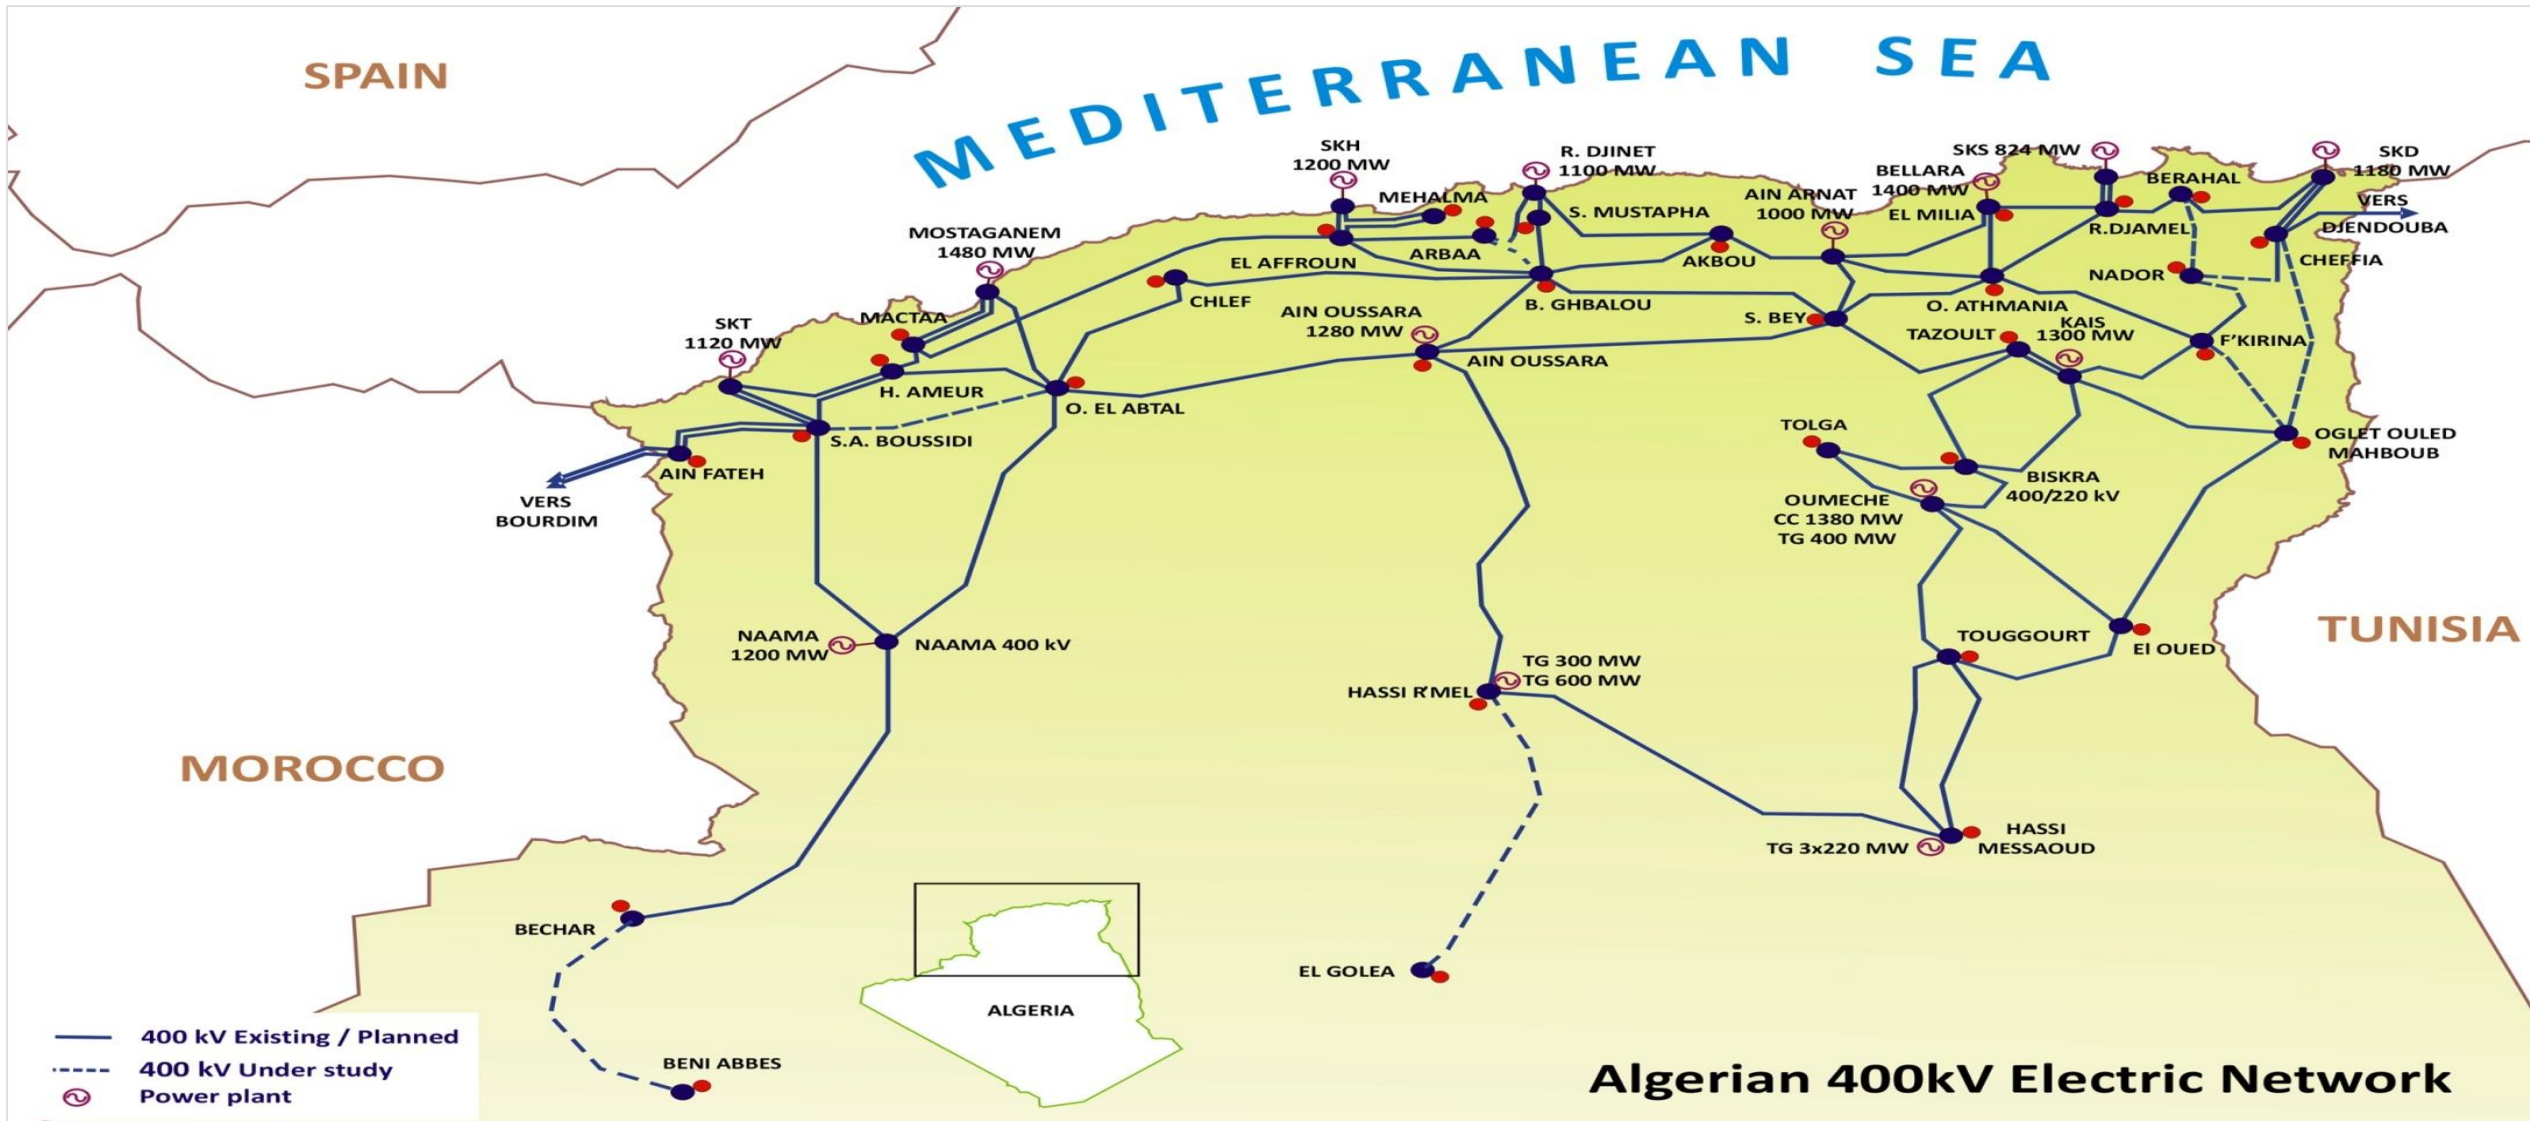 SPAIN
MEDITERRANEAN SEA
SKH
1200 MW
R. DJINET
1100 MW
SKS 824 MW
SKD
1180 MW
MEHALMA
BELLARA
1400 MW
BERAHAL
AIN ARNAT
1000 MW
S. MUSTAPHA
EL MILIA
VERS
DJENDOUBA
MOSTAGANEM
1480 MW
R.DJAMEL
ARBAA
EL AFFROUN
AKBOU
CHEFFIA
NADOR
CHLEF
B. GHBALOU
O. ATHMANIA
AIN OUSSARA
1280 MW
MACTAA
S. BEY
KAIS
1300 MW
SKT
1120 MW
TAZOULT
F'KIRINA
AIN OUSSARA
H. AMEUR
O. EL ABTAL
TOLGA
S.A. BOUSSIDI
OGLET OULED
MAHBOUB
AIN FATEH
BISKRA
400/220 kV
VERS
BOURDIM
OUMECHE
CC 1380 MW
TG 400 MW
NAAMA
1200 MW
NAAMA 400 kV
TOUGGOURT
El OUED
TUNISIA
TG 300 MW
TG 600 MW
HASSI R'MEL
MOROCCO
HASSI
MESSAOUD
TG 3x220 MW
BECHAR
EL GOLEA
ALGERIA
BENI ABBES
400 kV Existing / Planned
400 kV Under study
Power plant
Algerian 400kV Electric Network